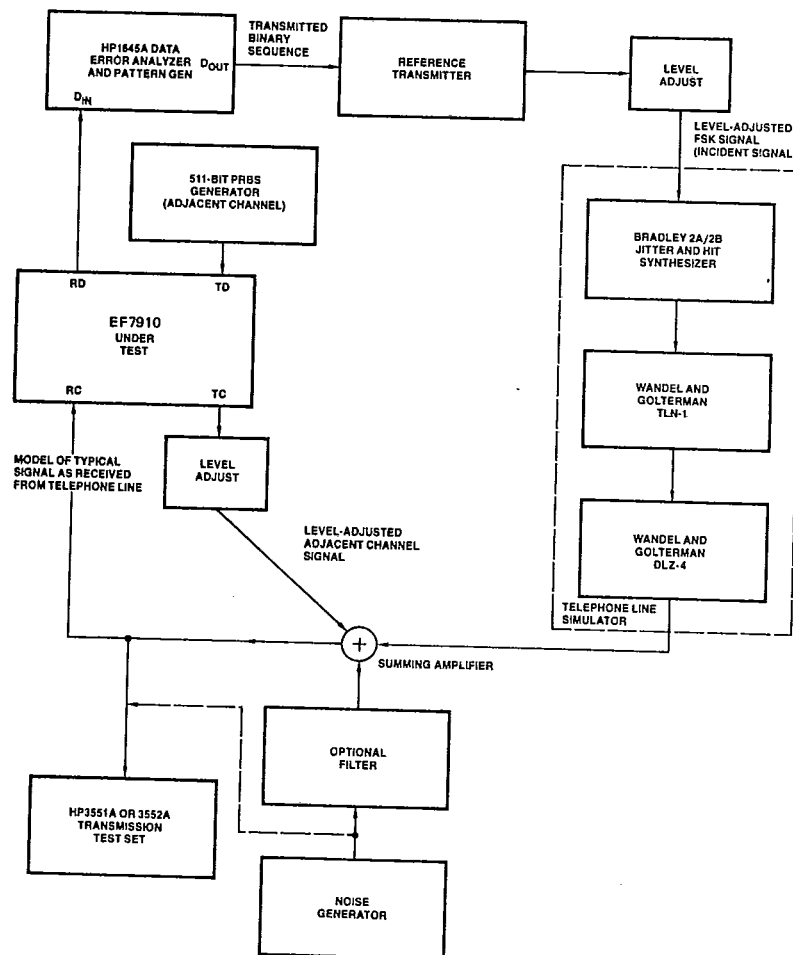 HP1645A DATA
ERROR ANALYZER
AND PATTERN GEN
DOUT
DIN
TRANSMITTED
BINARY
SEQUENCE
REFERENCE
TRANSMITTER
LEVEL
ADJUST
LEVEL-ADJUSTED
FSK SIGNAL
(INCIDENT SIGNAL
511-BIT PRBS
GENERATOR
(ADJACENT CHANNEL)
BRADLEY 2A/2B
JITTER AND HIT
SYNTHESIZER
RD
TD
EF7910
UNDER
TEST
RC
TC
WANDEL AND
GOLTERMAN
TLN-1
MODEL OF TYPICAL
SIGNAL AS RECEIVED
FROM TELEPHONE LINE
LEVEL
ADJUST
LEVEL-ADJUSTED
ADJACENT CHANNEL
SIGNAL
WANDEL AND
GOLTERMAN
DLZ-4
TELEPHONE LINE
SIMULATOR
+
SUMMING AMPLIFIER
OPTIONAL
FILTER
HP3551A OR 3552A
TRANSMISSION
TEST SET
NOISE
GENERATOR